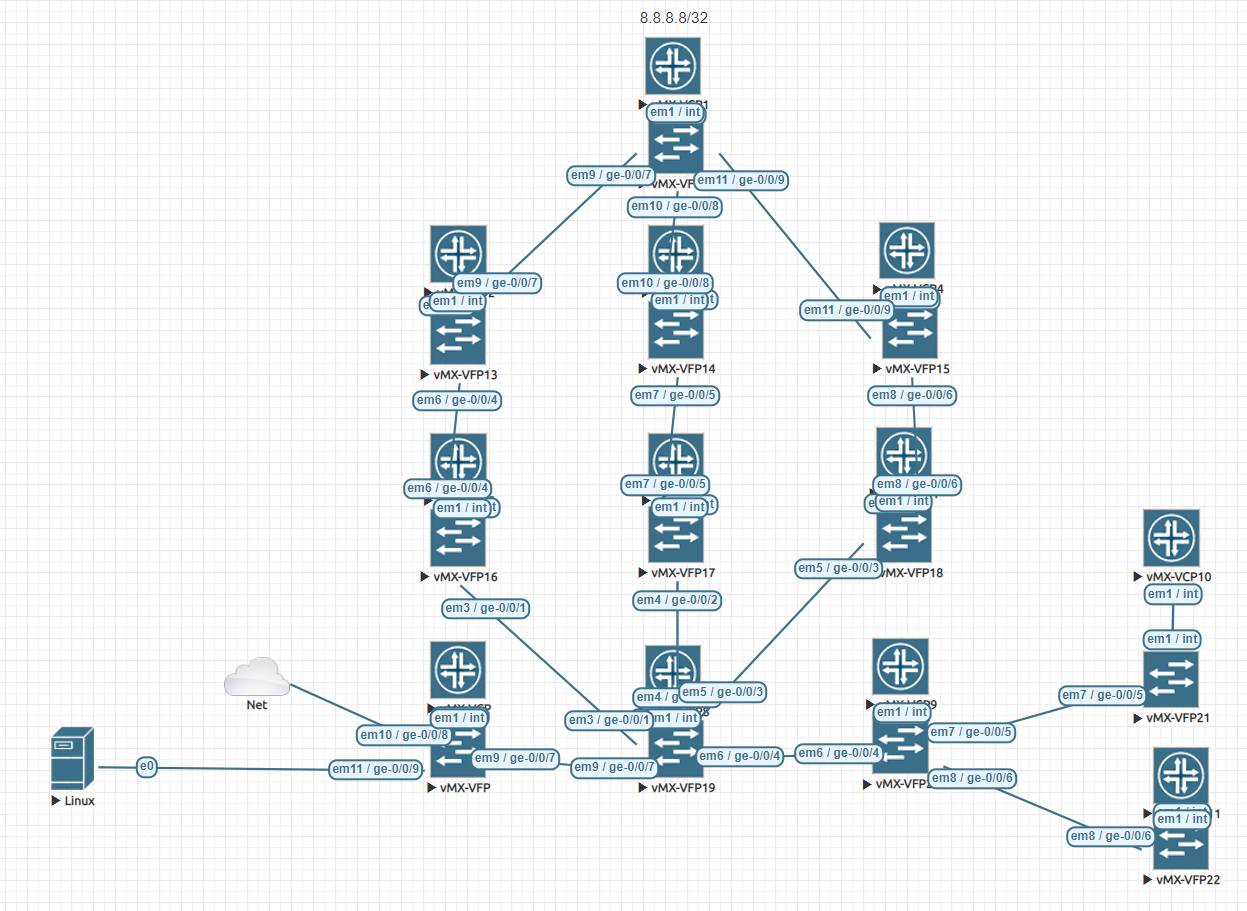 8.8.8.8/32
em1 / int
em9 / ge-0/0/7
em11 / ge-0/0/9
em10 / ge-0/0/8
em9 / ge-0/0/7
em10 / ge-0/0/8
em1 / int
em1 / int
em1 / int
em11 / ge-0/0/9
vMX-VFP13
vMX-VFP14
vMX-VFP15
em6 / ge-0/0/4
em7 / ge-0/0/5
em8 / ge-0/0/6
em6 / ge-0/0/4
em7 / ge-0/0/5
em8 / ge-0/0/6
em1 / int
em1 / int
em1 / int
vMX-VFP16
vMX-VFP17
em5 / ge-0/0/3
vMX-VFP18
vMX-VCP10
em1 / int
em3 / ge-0/0/1
em4 / ge-0/0/2
em1 / int
Net
em5 / ge-0/0/3
em7 / ge-0/0/5
em1 / int
em3 / ge-0/0/1
em1 / int
em1 / int
vMX-VFP21
em10 / ge-0/0/8
em7 / ge-0/0/5
em9 / ge-0/0/7
em6 / ge-0/0/4
em6 / ge-0/0/4
e0
em11 / ge-0/0/9
em9 / ge-0/0/7
em8 / ge-0/0/6
vMX-VFP
vMX-VFP19
Linux
em1 / int
em8 / ge-0/0/6
vMX-VFP22